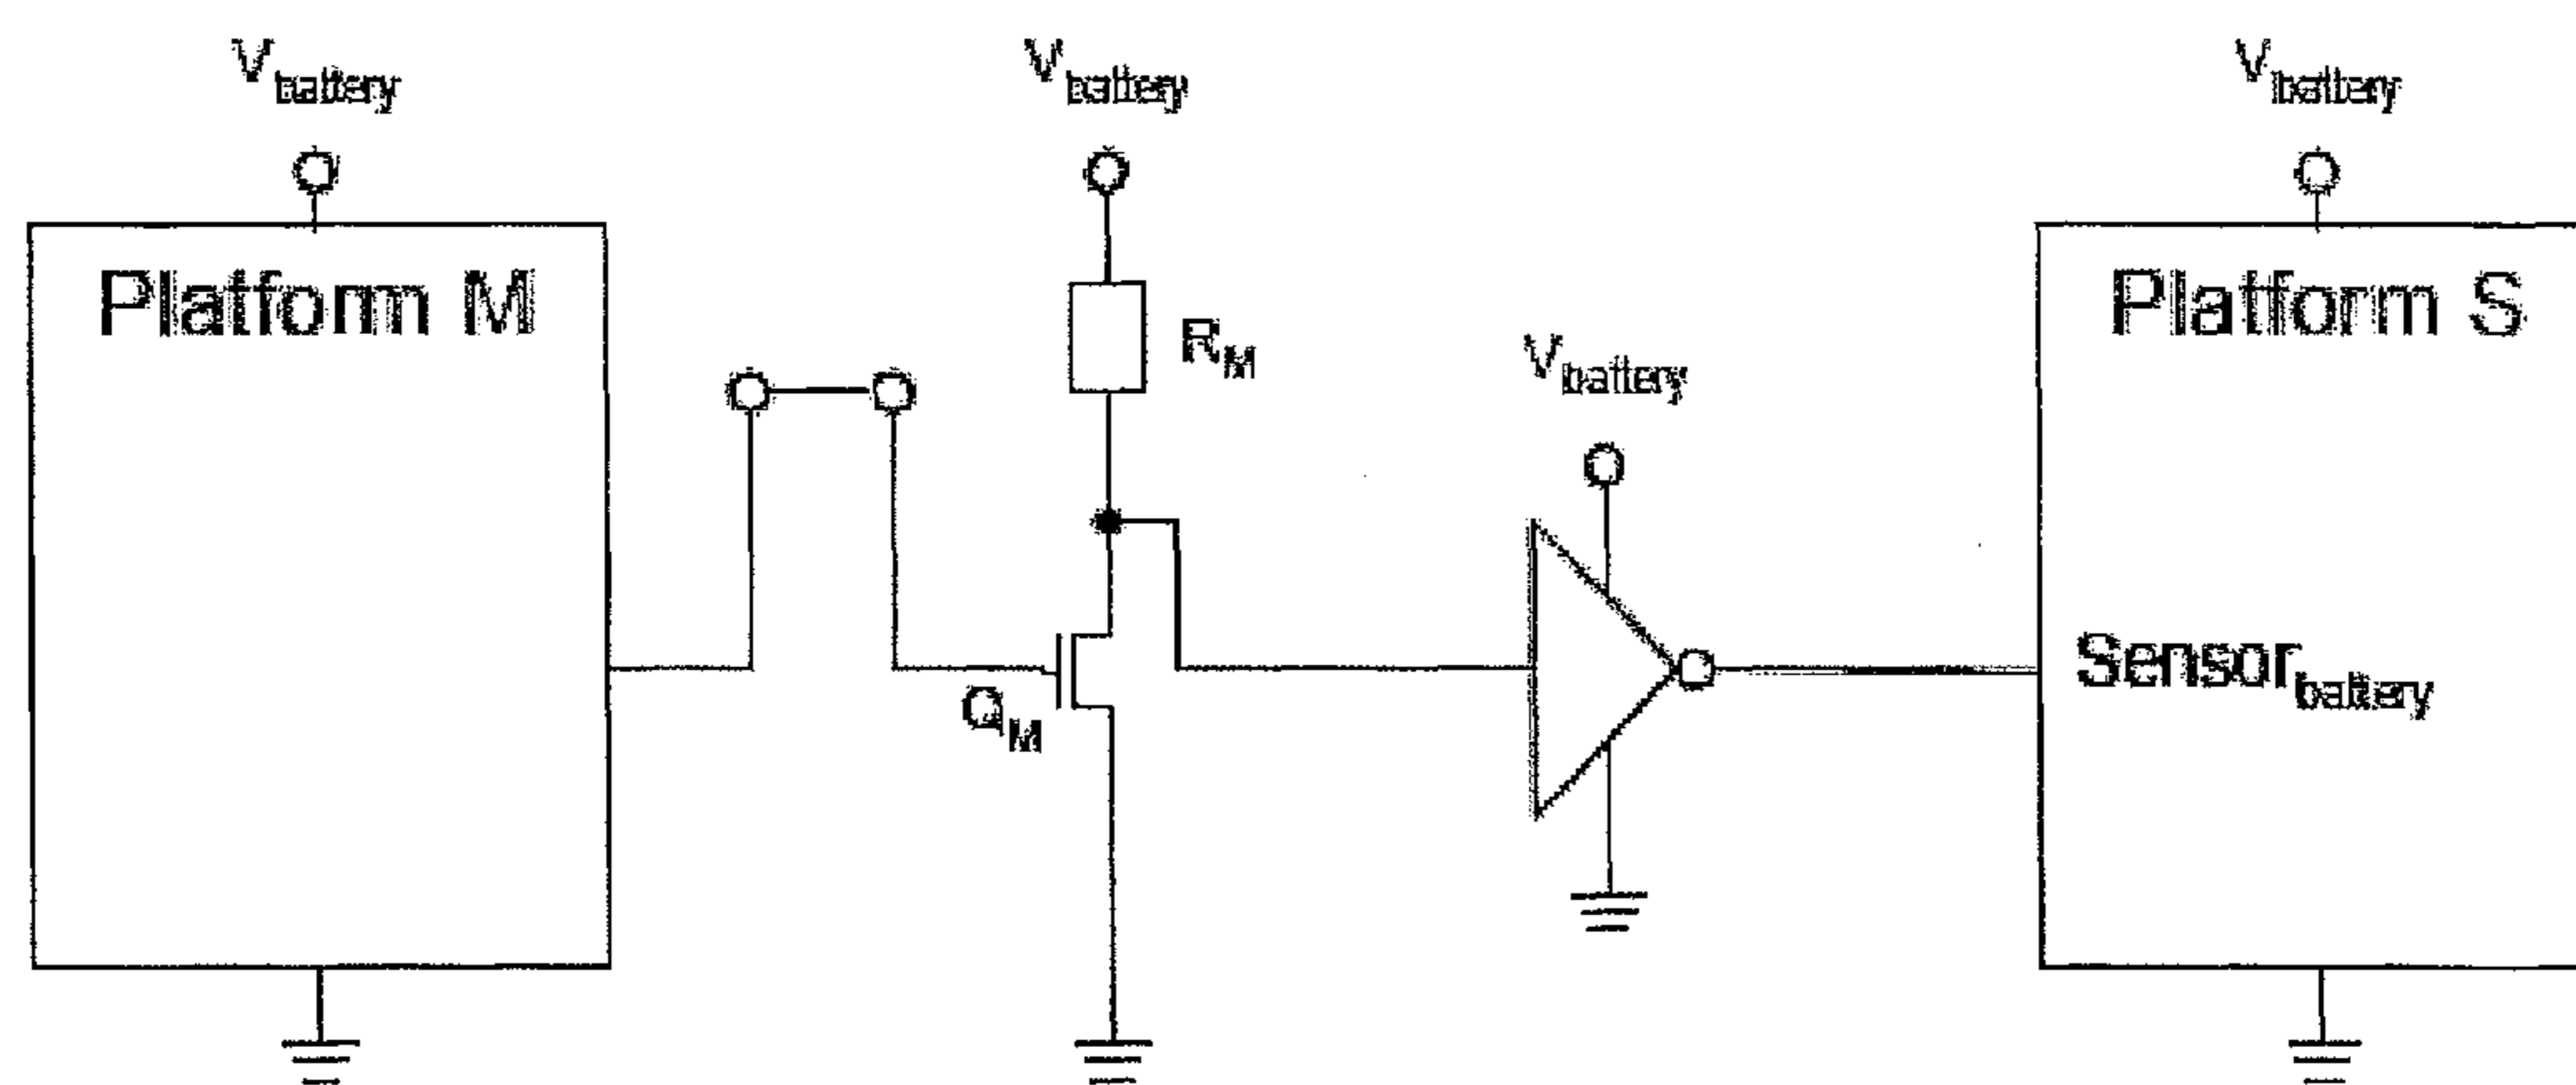 Vbattery
Vbattery
Vbattery
Platform M
Platform S
RM
Vbattery
Sensorbattery
QM